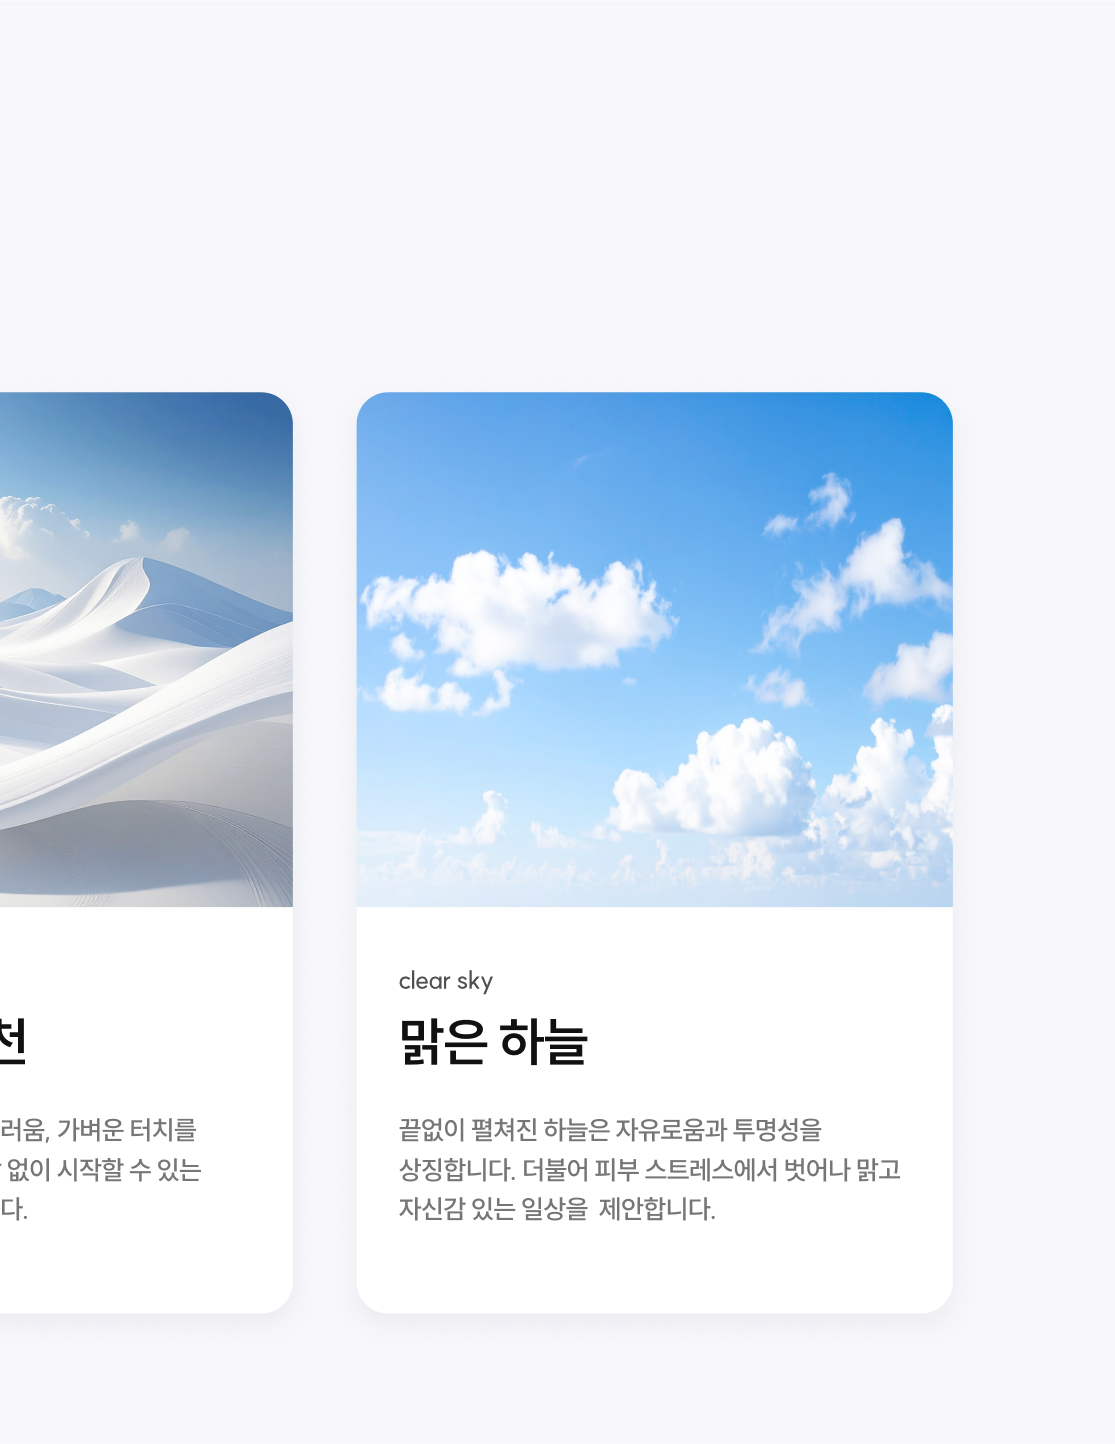 천
러움, 가벼운 터치를
없이 시작할 수 있는
다.
clear sky
맑은 하늘
끝없이 펼쳐진 하늘은 자유로움과 투명성을
상징합니다. 더불어 피부 스트레스에서 벗어나 맑고
자신감 있는 일상을 제안합니다.